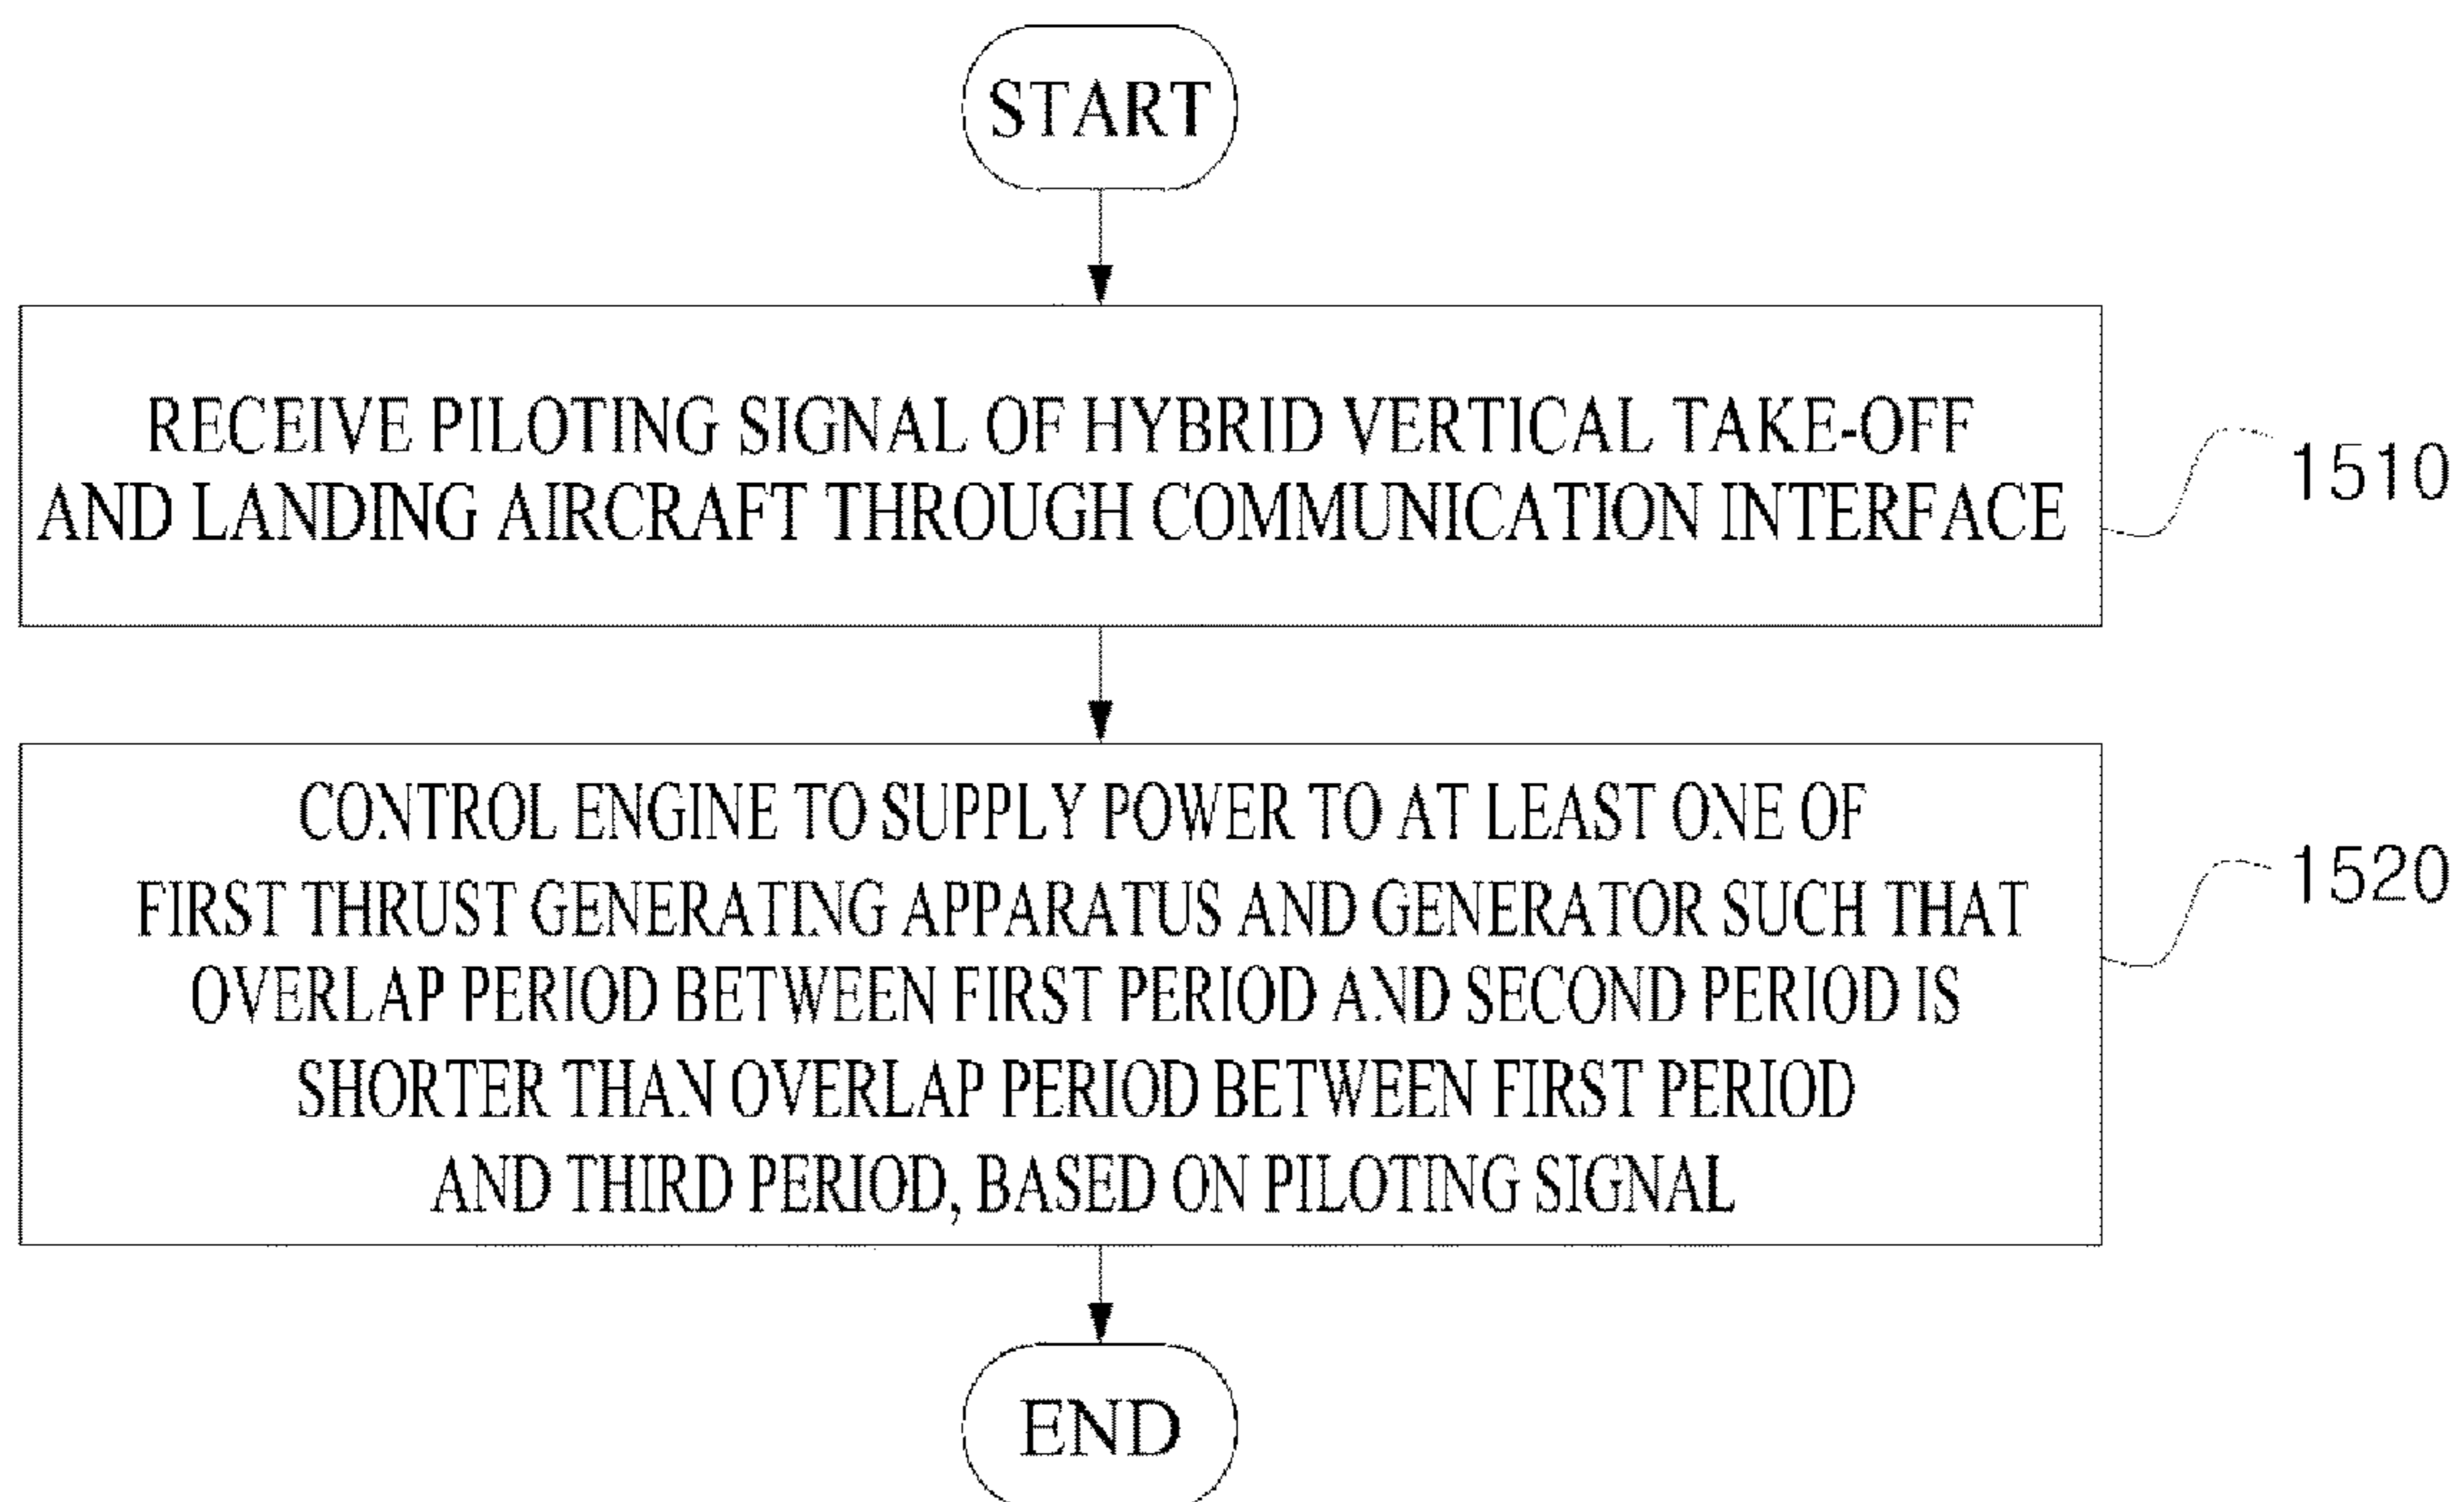 START
RECEIVE PILOTING SIGNAL OF HYBRID VERTICAL TAKE-OFF
AND LANDING AIRCRAFT THROUGH COMMUNICATION INTERFACE
1510
CONTROL ENGINE TO SUPPLY POWER TO AT LEAST ONE OF
FIRST THRUST GENERATING APPARATUS AND GENERATOR SUCH THAT
OVERLAP PERIOD BETWEEN FIRST PERIOD AND SECOND PERIOD IS
SHORTER THAN OVERLAP PERIOD BETWEEN FIRST PERIOD
AND THIRD PERIOD, BASED ON PILOTING SIGNAL
1520
END